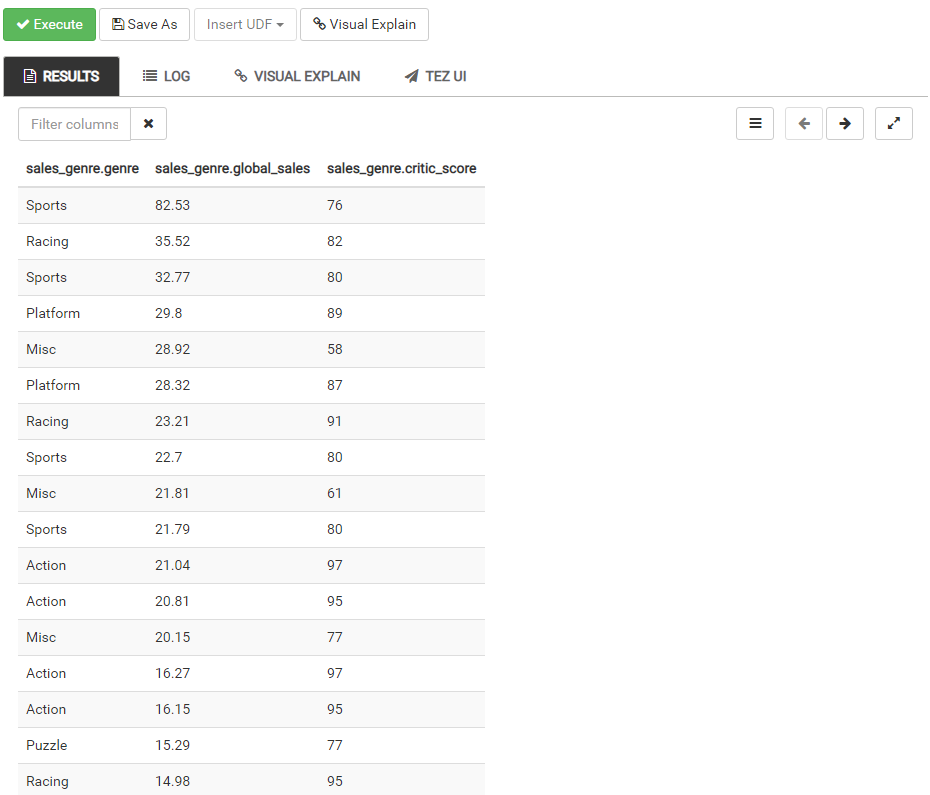 Execute Save As Insert UDF Visual Explain
RESULTS LOG VISUAL EXPLAIN TEZ UI
Filter columns
sales_genre.genre sales_genre.global_sales sales_genre.critic_score
Sports 82.53 76
Racing 35.52 82
Sports 32.77 80
Platform 29.8 89
Misc 28.92 58
Platform 28.32 87
Racing 23.21 91
Sports 22.7 80
Misc 21.81 61
Sports 21.79 80
Action 21.04 97
Action 20.81 95
Misc 20.15 77
Action 16.27 97
Action 16.15 95
Puzzle 15.29 77
Racing 14.98 95